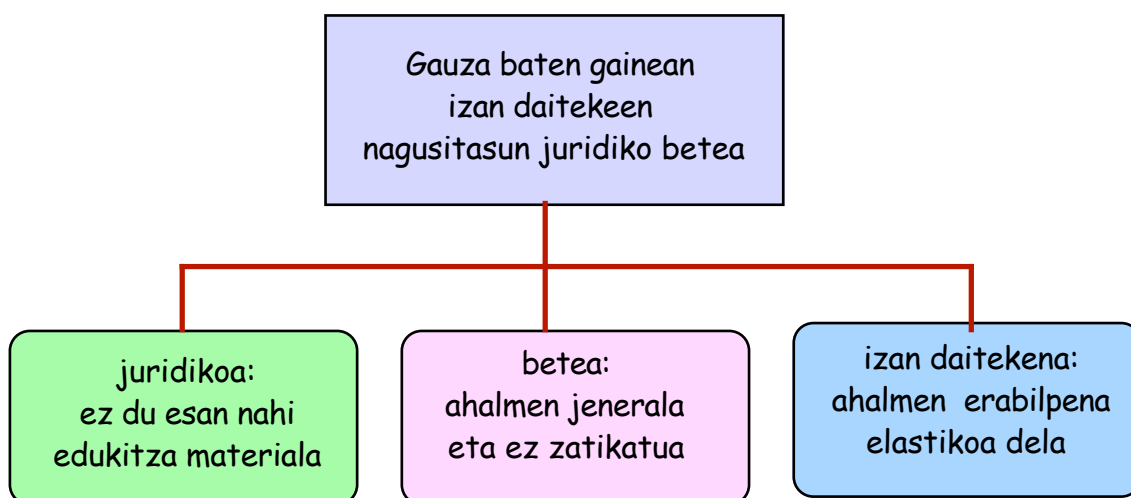 Gauza baten gainean
izan daitekeen
nagusitasun juridiko betea
juridikoa:
ez du esan nahi
edukitza materiala
betea:
ahalmen jenerala
eta ez zatikatua
izan daitekena:
ahalmen erabilpena
elastikoa dela